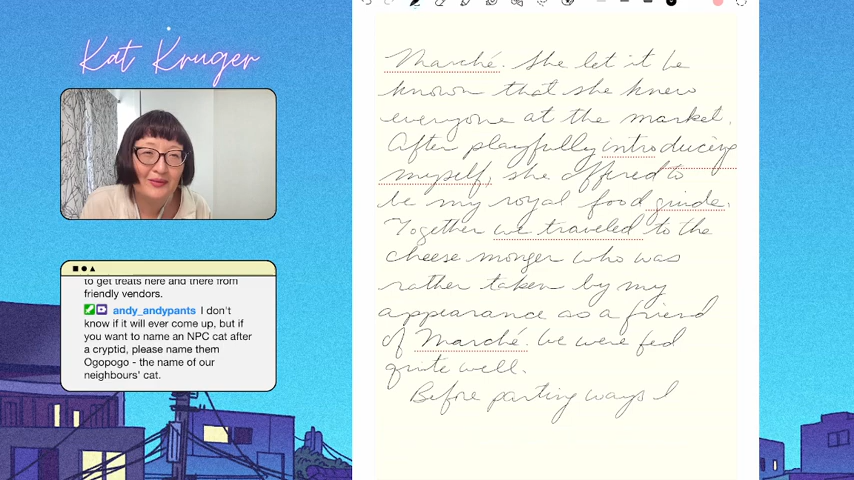 Kat Kruger
to get treats here and there from
friendly vendors.
andy_andypants I don't
know if it will ever come up, but if
you want to name an NPC cat after
a cryptid, please name them
Ogopogo - the name of our
neighbours' cat.
Marché. She let it be
known that she knew
everyone at the market.
After playfully introducing
myself, she offered to
be my royal food guide.
Together we traveled to the
cheese monger who was
rather taken by my
appearance as a friend
of Marché. We were fed
quite well.
Before parting ways I